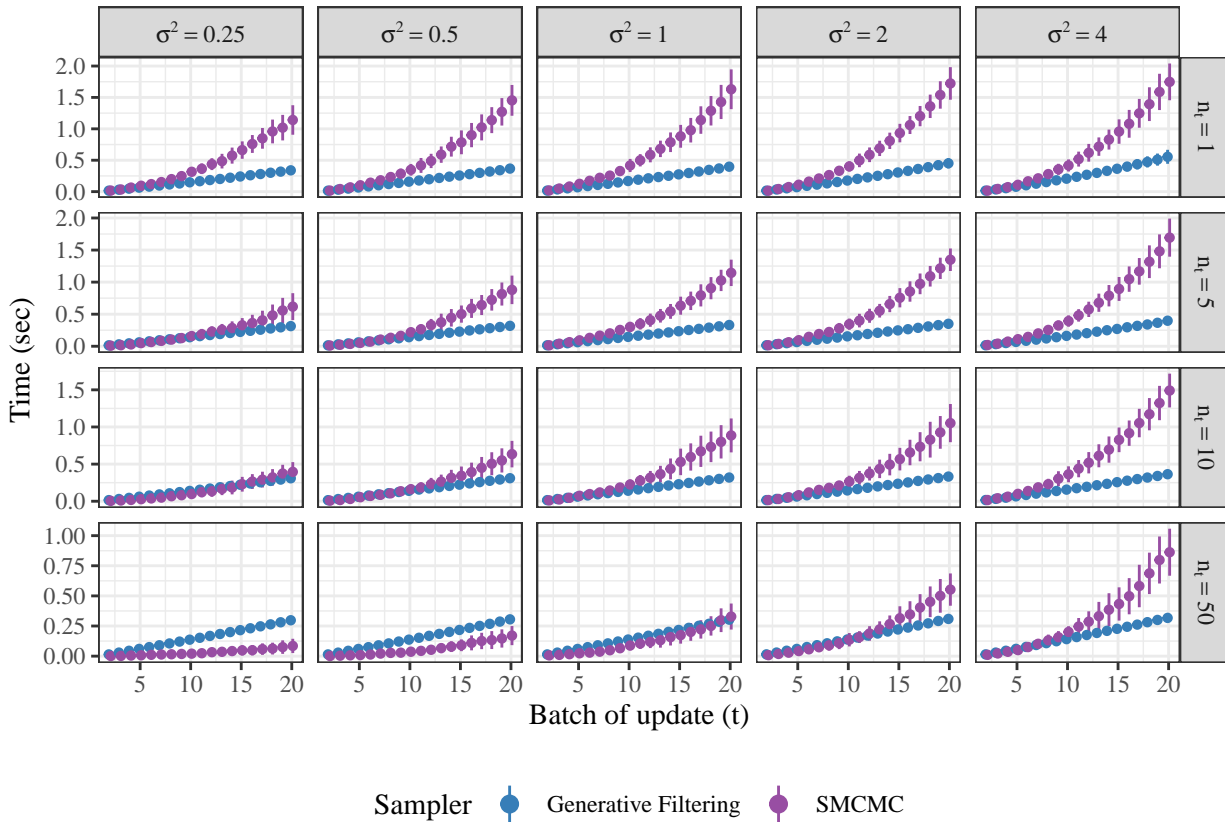 σ² = 0.25 σ² = 0.5 σ² = 1 σ² = 2 σ² = 4
2.0
1.5
1.0
0.5
0.0
n_t = 1
2.0
1.5
1.0
0.5
0.0
n_t = 5
1.5
1.0
0.5
0.0
n_t = 10
1.00
0.75
0.50
0.25
0.00
n_t = 50
Time (sec)
5 10 15 20 5 10 15 20 5 10 15 20 5 10 15 20 5 10 15 20
Batch of update (t)
Sampler Generative Filtering SMCMC